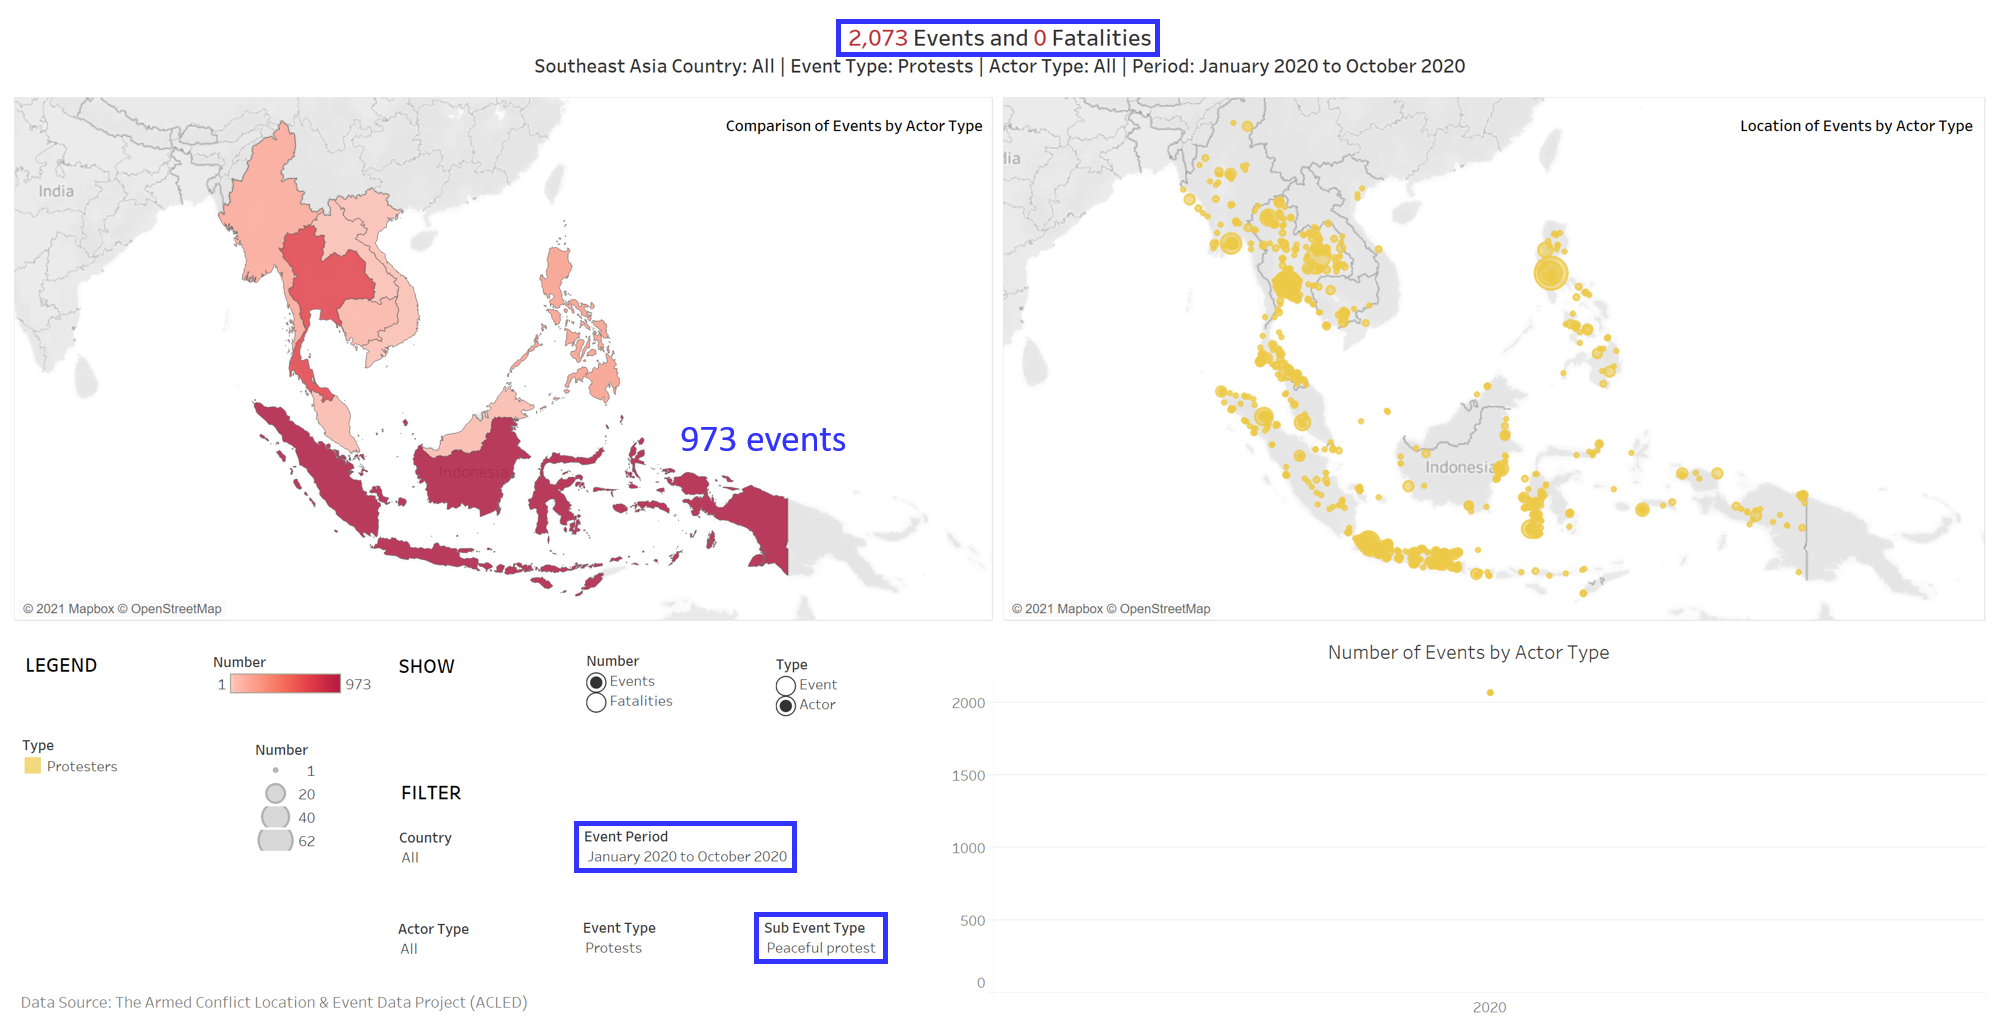 2,073 Events and 0 Fatalities
Southeast Asia Country: All | Event Type: Protests | Actor Type: All | Period: January 2020 to October 2020
Comparison of Events by Actor Type
India
973 events
Indonesia
© 2021 Mapbox © OpenStreetMap
Location of Events by Actor Type
dia
Indonesia
© 2021 Mapbox © OpenStreetMap
LEGEND
Number
1 973
Type
Protesters
Number
1
20
40
62
SHOW
Number
Events
Fatalities
Type
Event
Actor
FILTER
Country
All
Event Period
January 2020 to October 2020
Actor Type
All
Event Type
Protests
Sub Event Type
Peaceful protest
Number of Events by Actor Type
2000
1500
1000
500
0
2020
Data Source: The Armed Conflict Location & Event Data Project (ACLED)